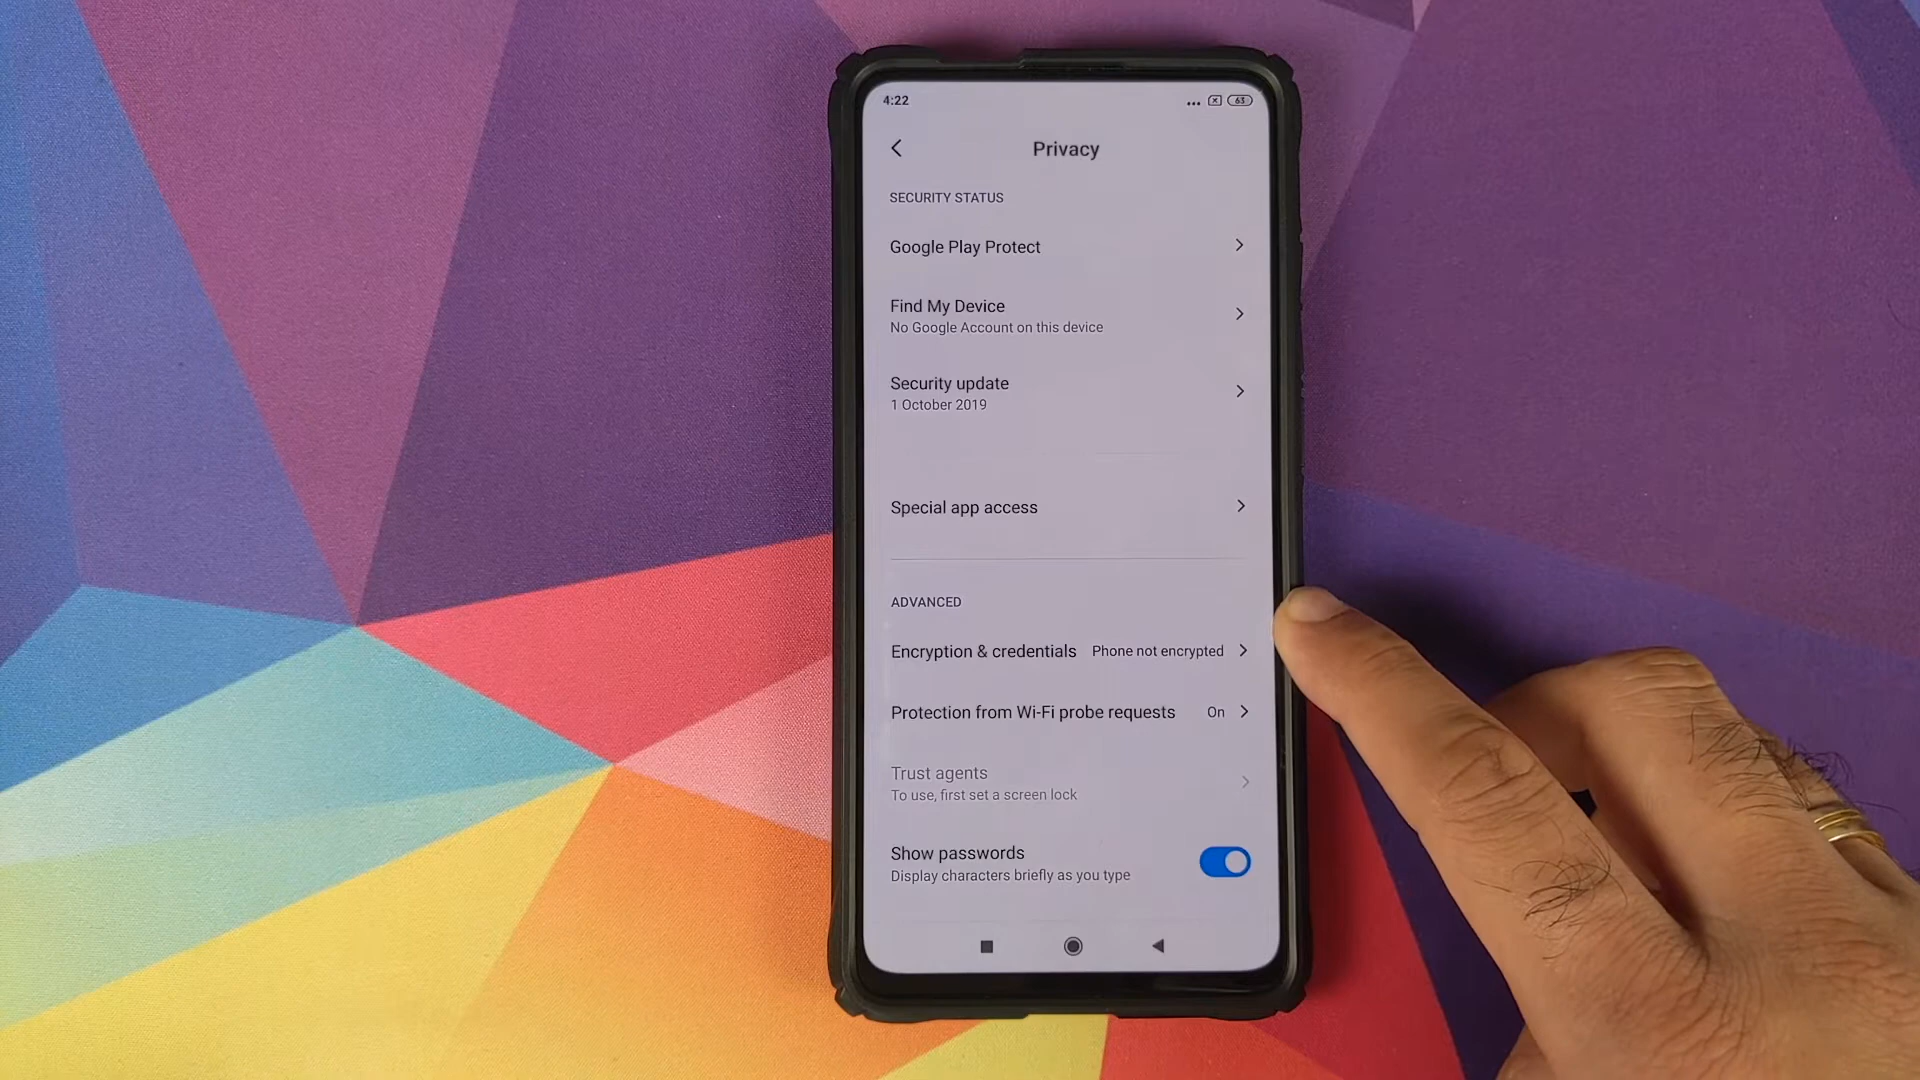 4:22
63
Privacy
SECURITY STATUS
Google Play Protect
Find My Device
No Google Account on this device
Security update
1 October 2019
Special app access
ADVANCED
Encryption & credentials Phone not encrypted
Protection from Wi-Fi probe requests On
Trust agents
To use, first set a screen lock
Show passwords
Display characters briefly as you type